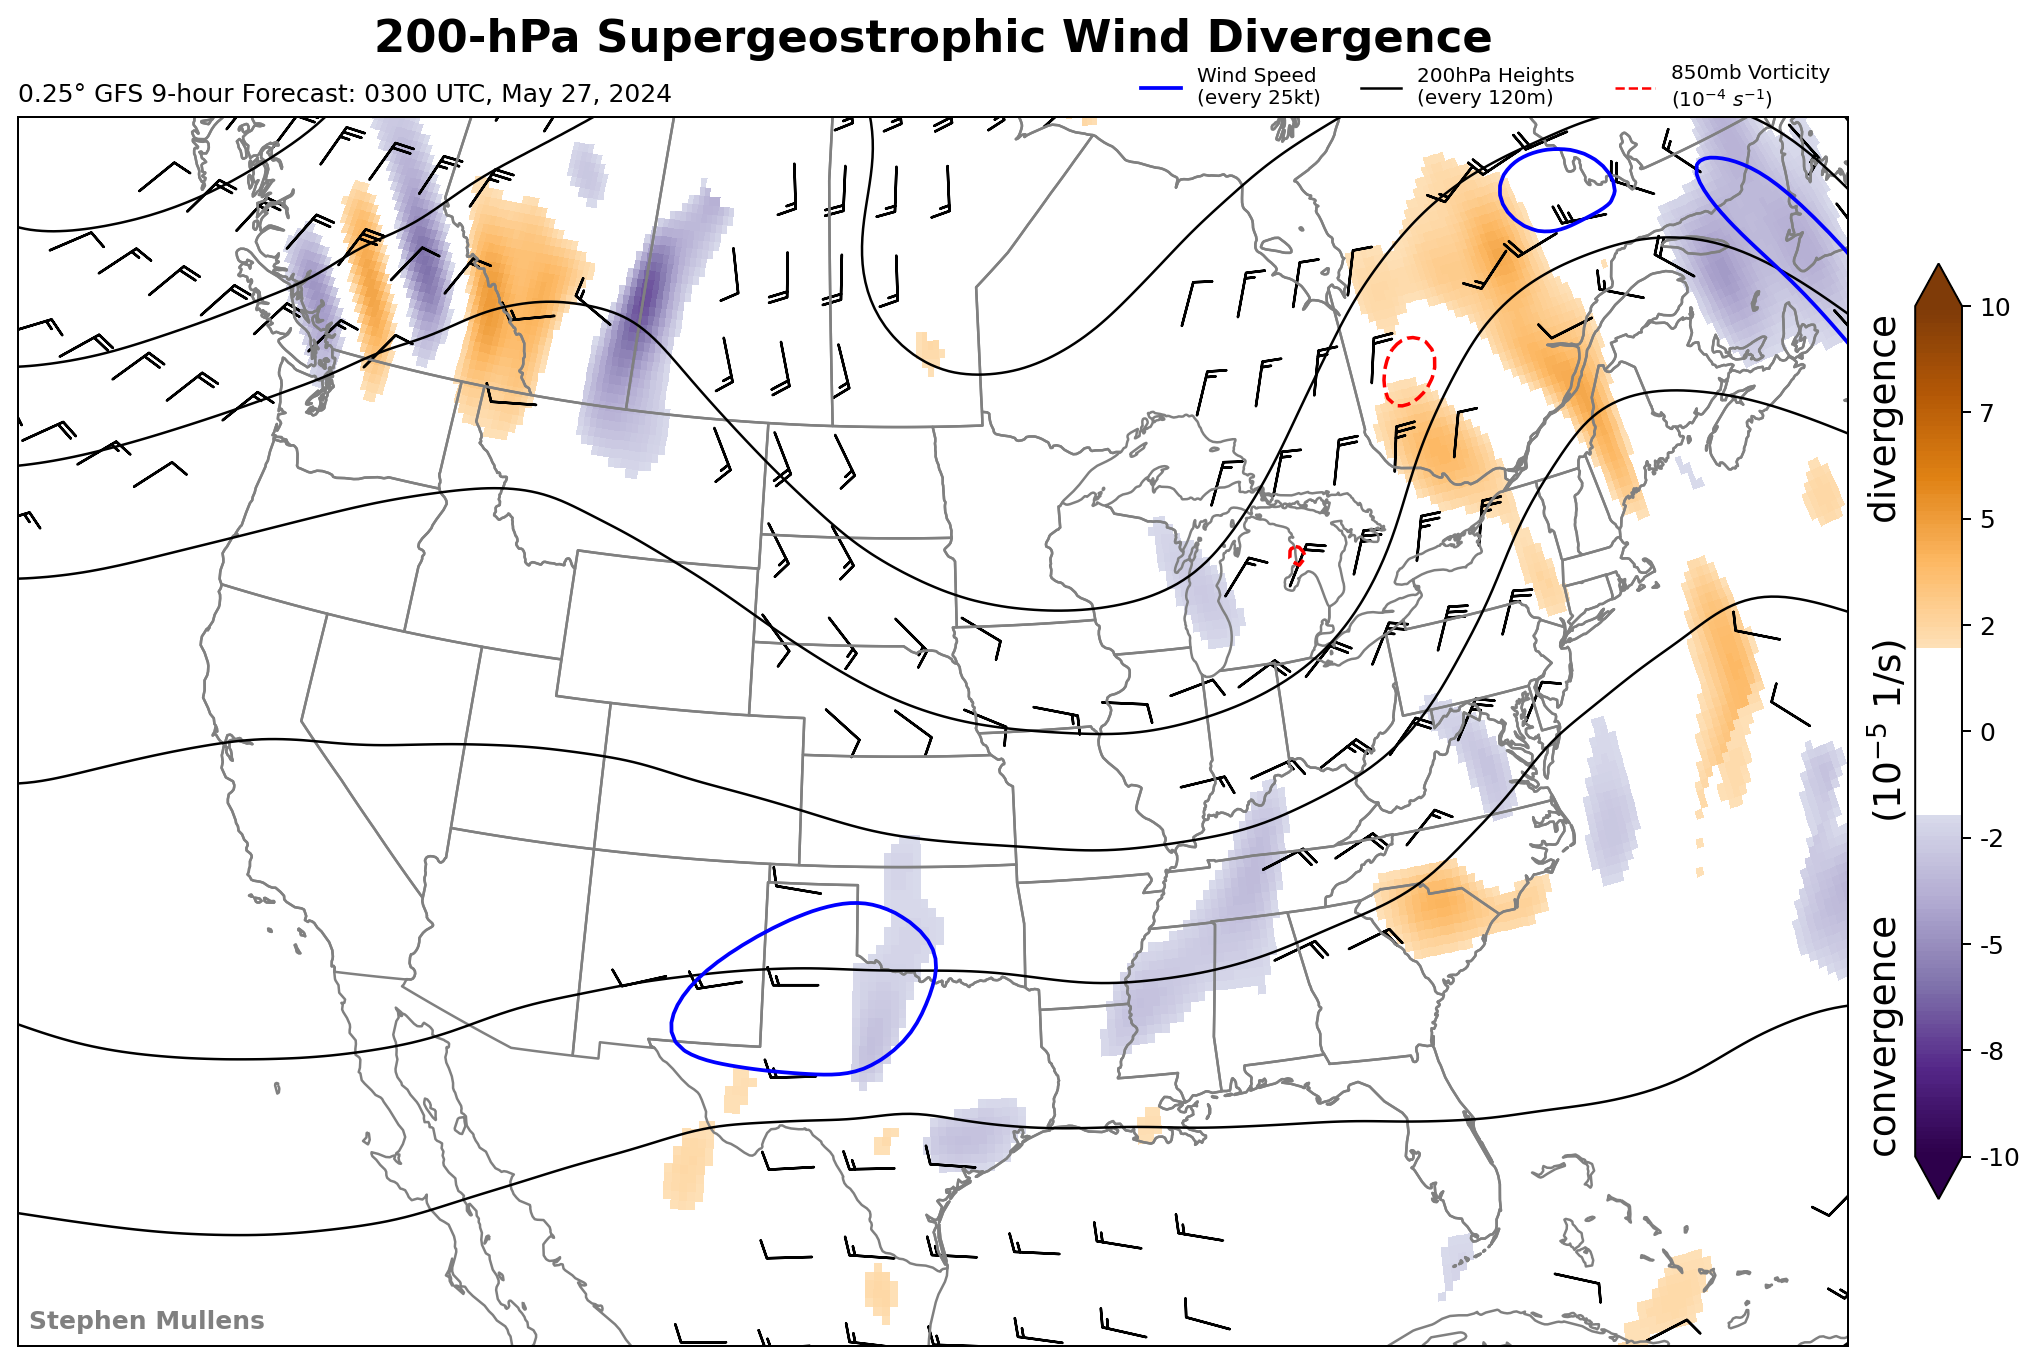 200-hPa Supergeostrophic Wind Divergence
0.25° GFS 9-hour Forecast: 0300 UTC, May 27, 2024
Wind Speed
(every 25kt)
200hPa Heights
(every 120m)
850mb Vorticity
(10⁻⁴ s⁻¹)
10
7
5
2
0
-2
-5
-8
-10
convergence (10⁻⁵ 1/s) divergence
Stephen Mullens